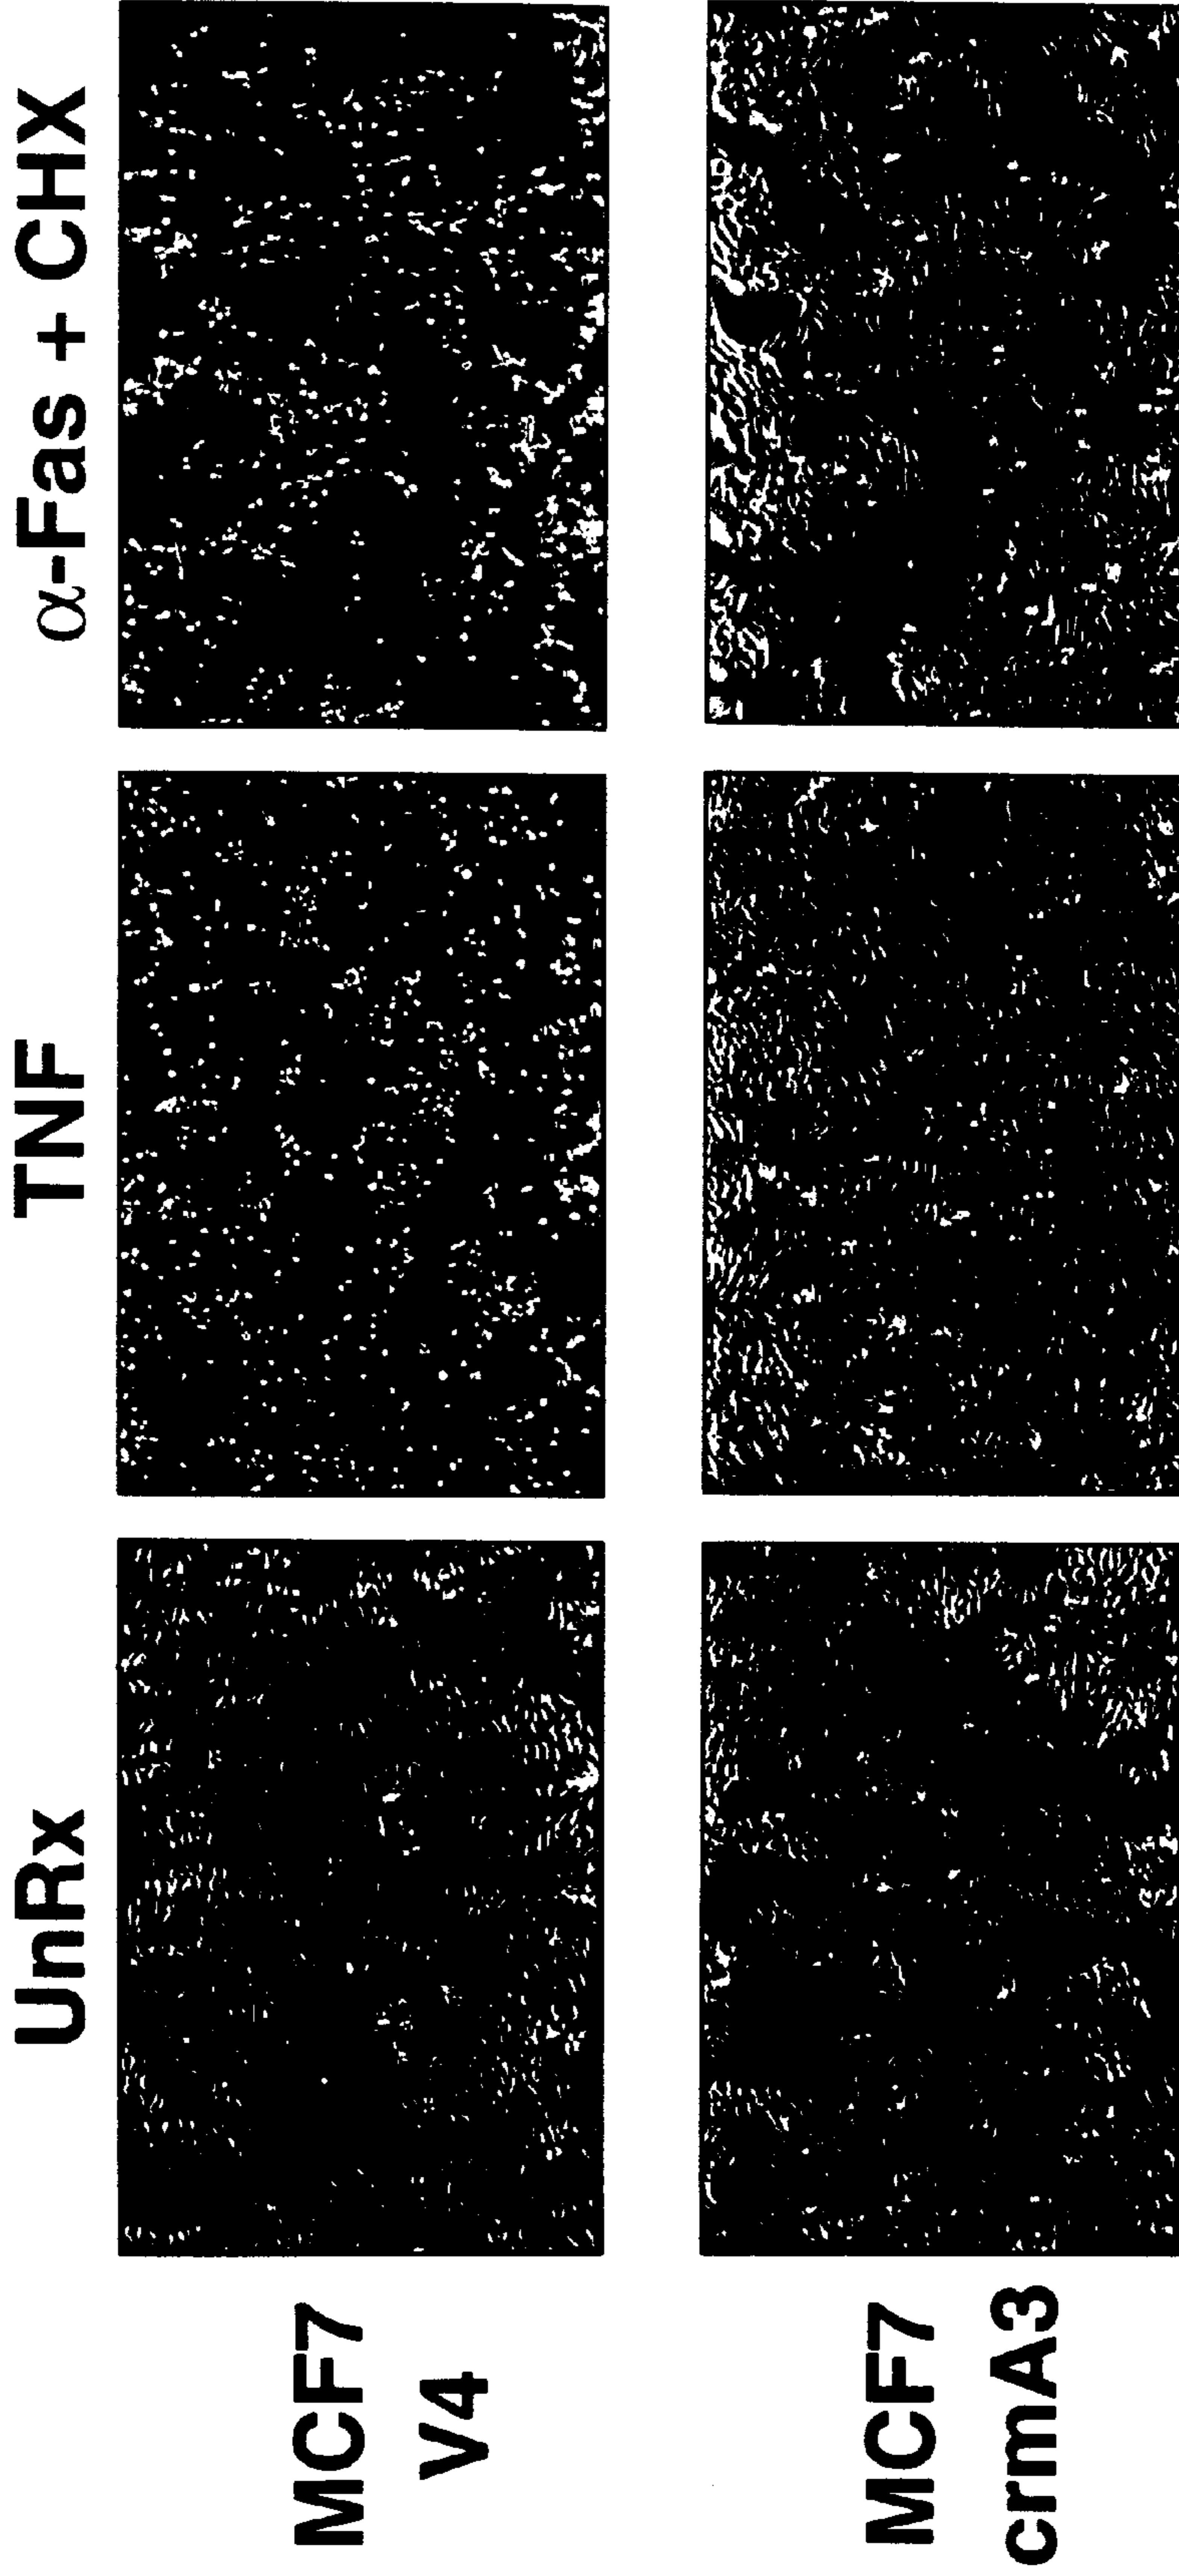 UnRx
TNF
α-Fas + CHX
MCF7
V4
MCF7
crmA3